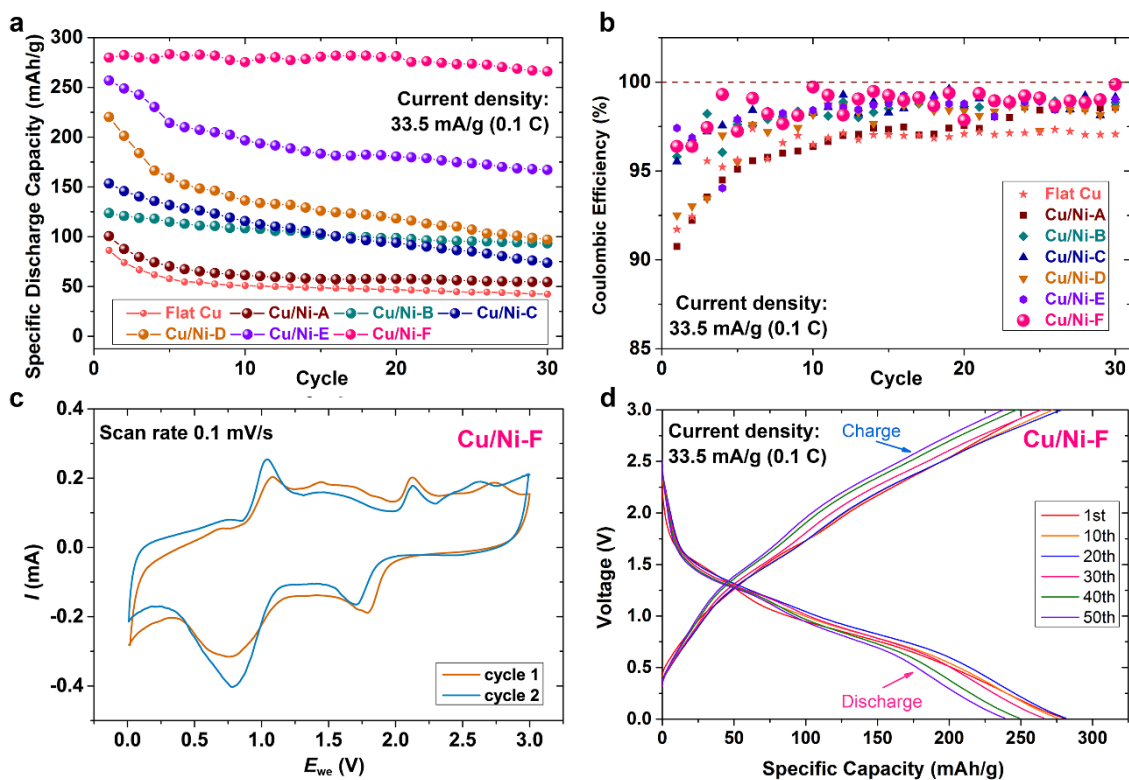 a
Specific Discharge Capacity (mAh/g)
300
250
200
150
100
50
0
Current density:
33.5 mA/g (0.1 C)
Flat Cu Cu/Ni-A Cu/Ni-B Cu/Ni-C
Cu/Ni-D Cu/Ni-E Cu/Ni-F
0 10 20 30
Cycle
b
Coulombic Efficiency (%)
100
95
90
85
Current density:
33.5 mA/g (0.1 C)
Flat Cu
Cu/Ni-A
Cu/Ni-B
Cu/Ni-C
Cu/Ni-D
Cu/Ni-E
Cu/Ni-F
0 10 20 30
Cycle
c
I (mA)
0.4
0.2
0.0
-0.2
-0.4
Scan rate 0.1 mV/s
Cu/Ni-F
cycle 1
cycle 2
0.0 0.5 1.0 1.5 2.0 2.5 3.0
Ewe (V)
d
Voltage (V)
3.0
2.5
2.0
1.5
1.0
0.5
0.0
Current density:
33.5 mA/g (0.1 C)
Charge
Cu/Ni-F
1st
10th
20th
30th
40th
50th
Discharge
0 50 100 150 200 250 300
Specific Capacity (mAh/g)